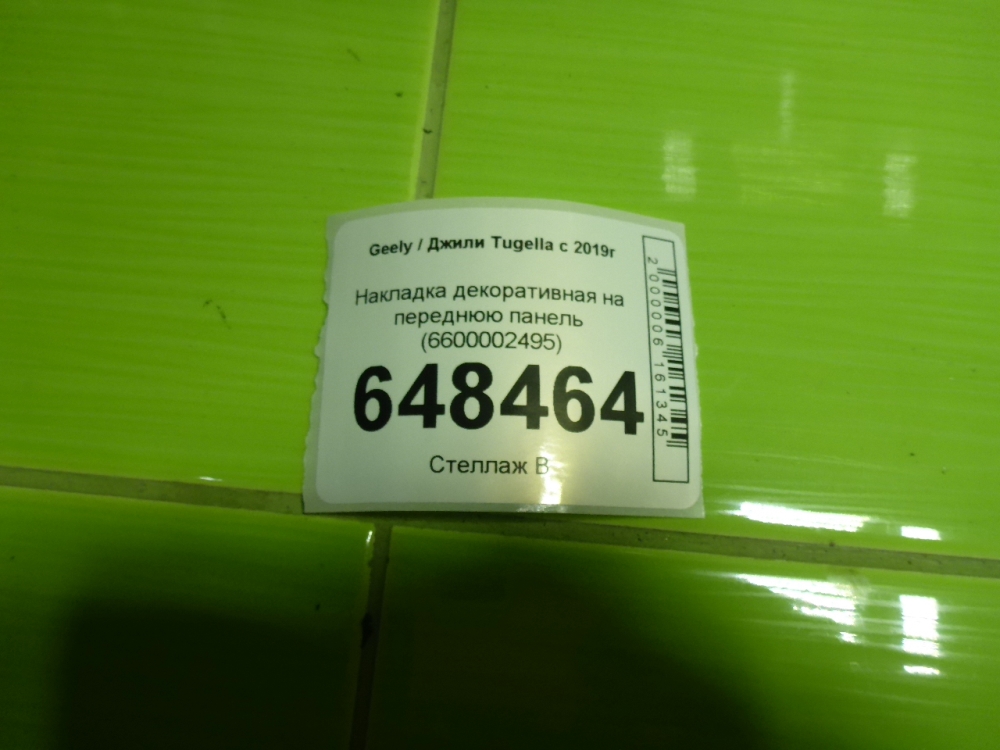 Geely / Джили Tugella с 2019г
Накладка декоративная на
переднюю панель
(6600002495)
648464
Стеллаж В
2000006161345